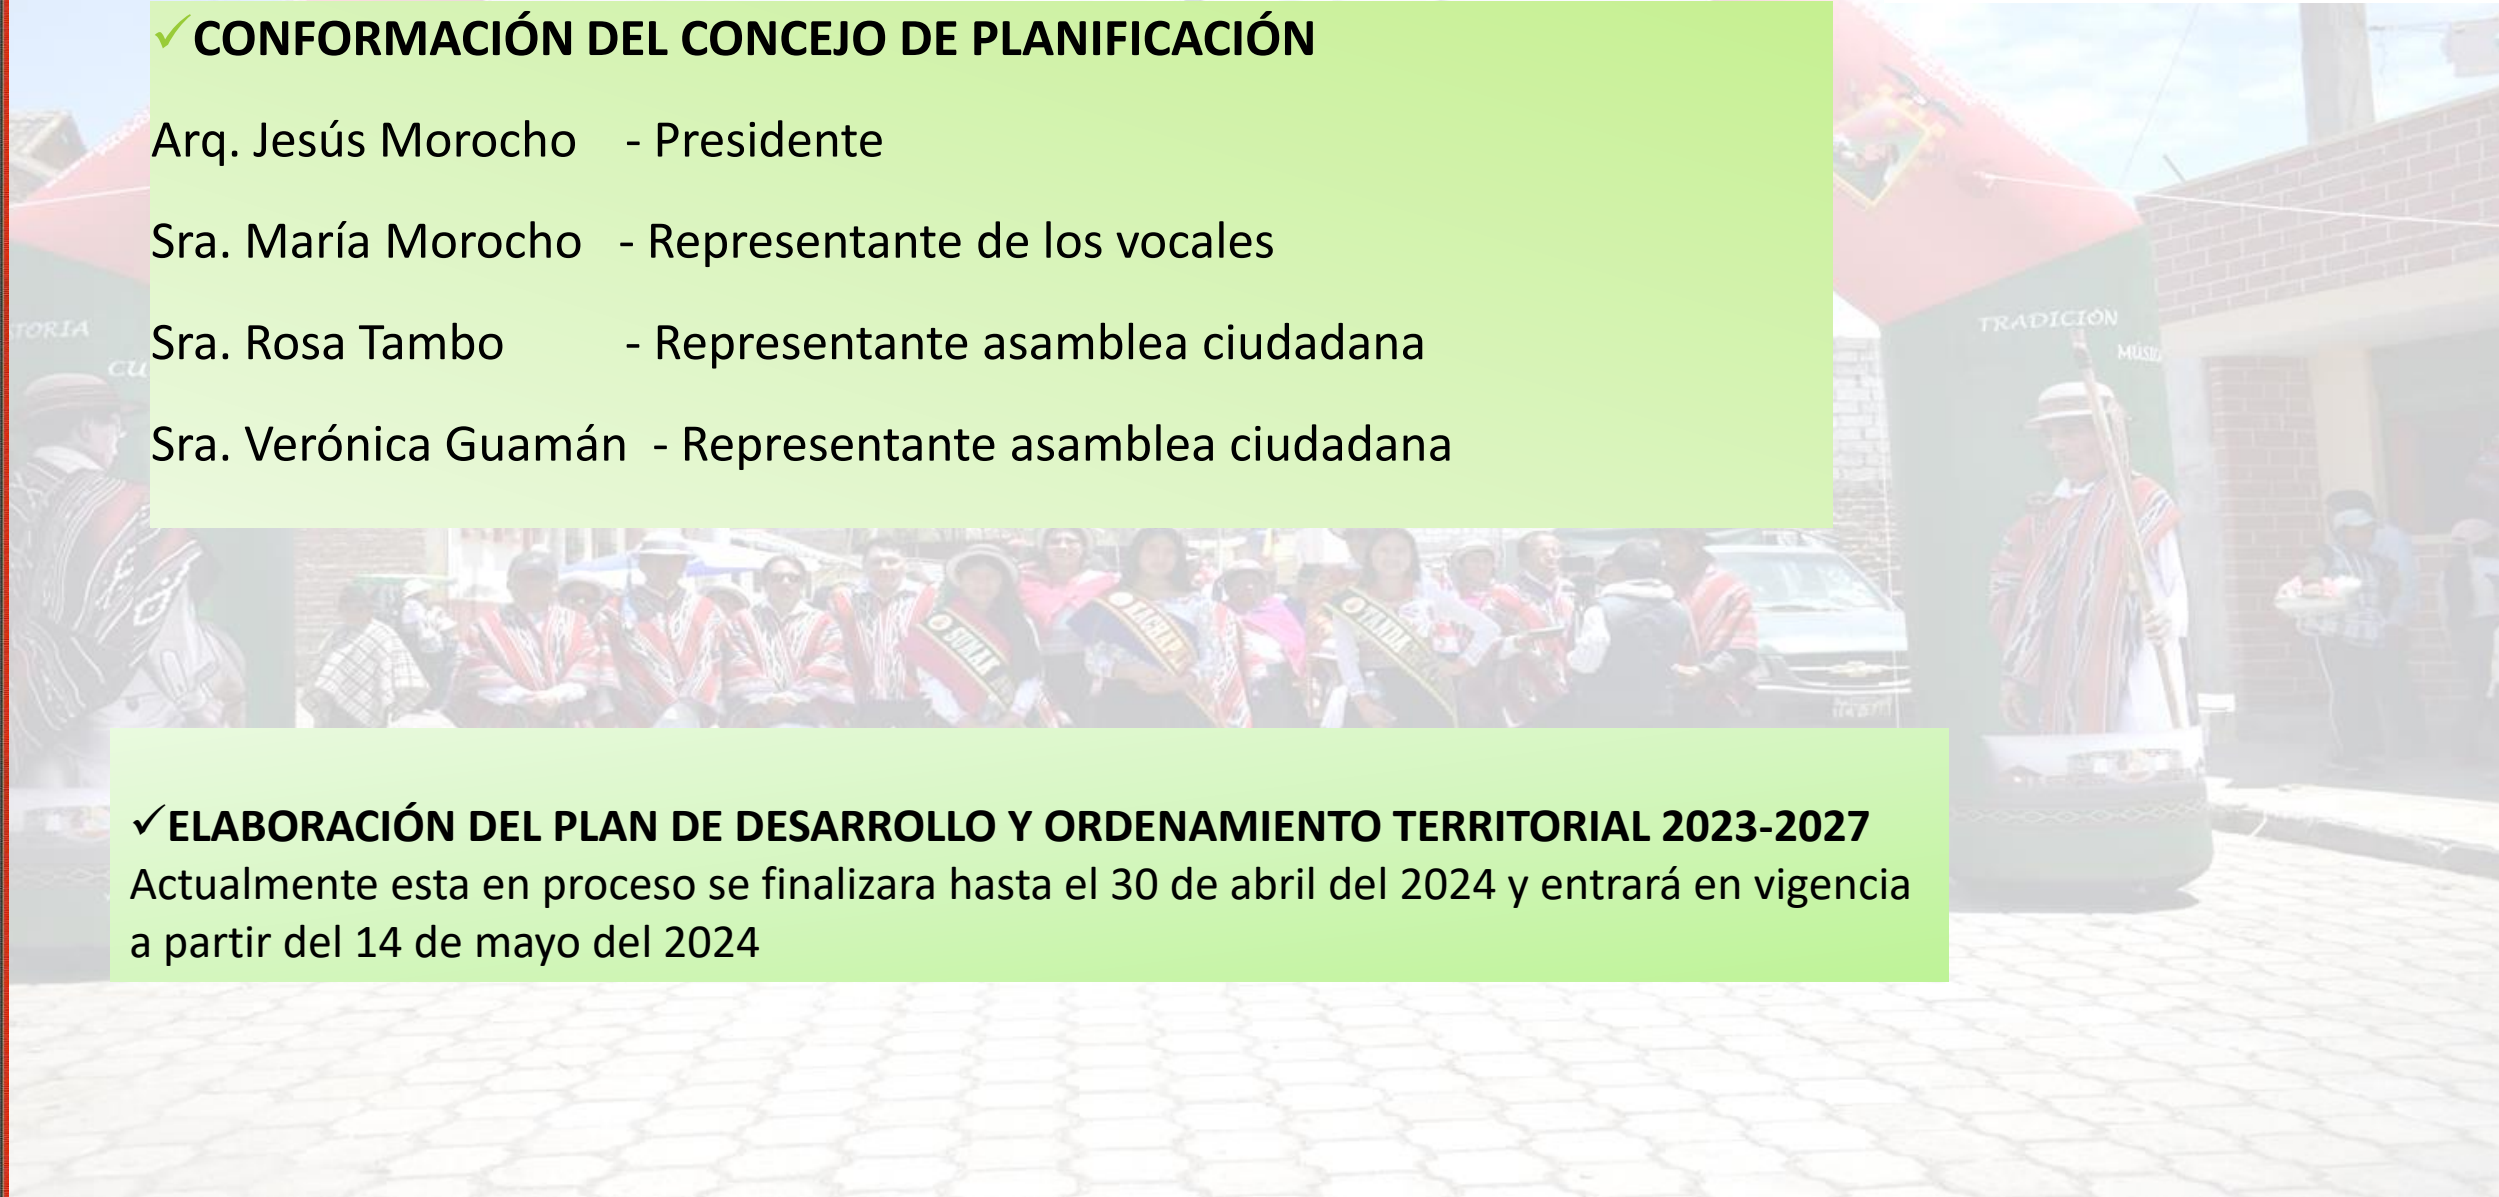 ✓CONFORMACIÓN DEL CONCEJO DE PLANIFICACIÓN
Arq. Jesús Morocho - Presidente
Sra. María Morocho - Representante de los vocales
Sra. Rosa Tambo - Representante asamblea ciudadana
Sra. Verónica Guamán - Representante asamblea ciudadana
TRADICIÓN
SUMAK
✓ELABORACIÓN DEL PLAN DE DESARROLLO Y ORDENAMIENTO TERRITORIAL 2023-2027
Actualmente esta en proceso se finalizara hasta el 30 de abril del 2024 y entrará en vigencia
a partir del 14 de mayo del 2024